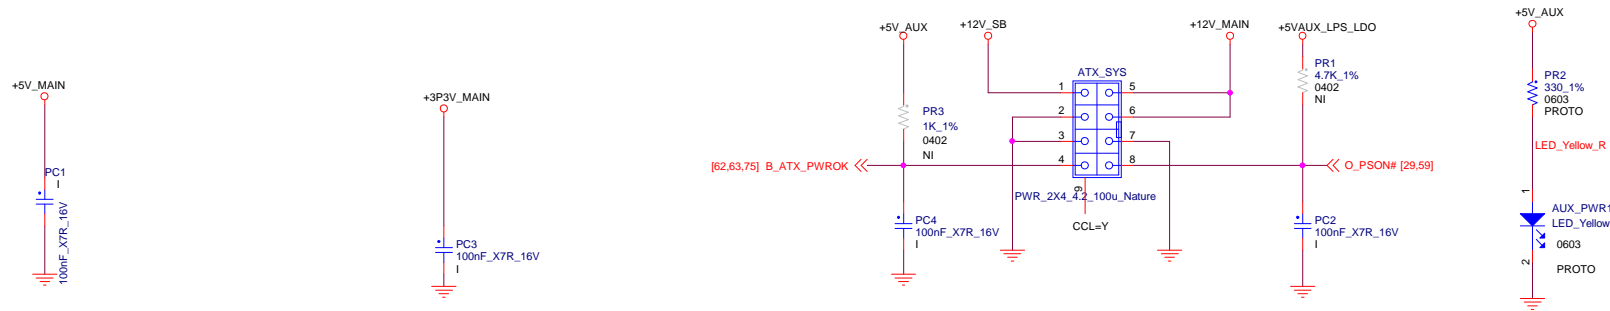 +5V_MAIN
PC1
I
100nF_X7R_16V
+3P3V_MAIN
PC3
100nF_X7R_16V
I
+5V_AUX
PR3
1K_1%
0402
NI
[62,63,75] B_ATX_PWROK
PC4
100nF_X7R_16V
I
+12V_SB
ATX_SYS
1
2
3
4
5
6
7
8
9
PWR_2X4_4.2_100u_Nature
CCL=Y
+12V_MAIN
+5VAUX_LPS_LDO
PR1
4.7K_1%
0402
NI
O_PSON# [29,59]
PC2
100nF_X7R_16V
I
+5V_AUX
PR2
330_1%
0603
PROTO
LED_Yellow_R
1
AUX_PWR1
LED_Yellow
0603
2
PROTO